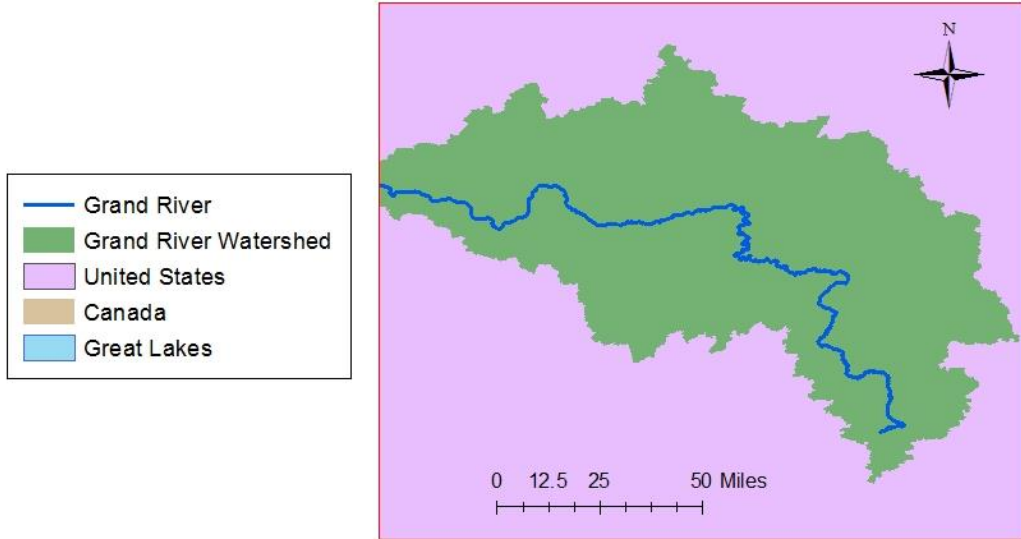 N
Grand River
Grand River Watershed
United States
Canada
Great Lakes
0 12.5 25 50 Miles